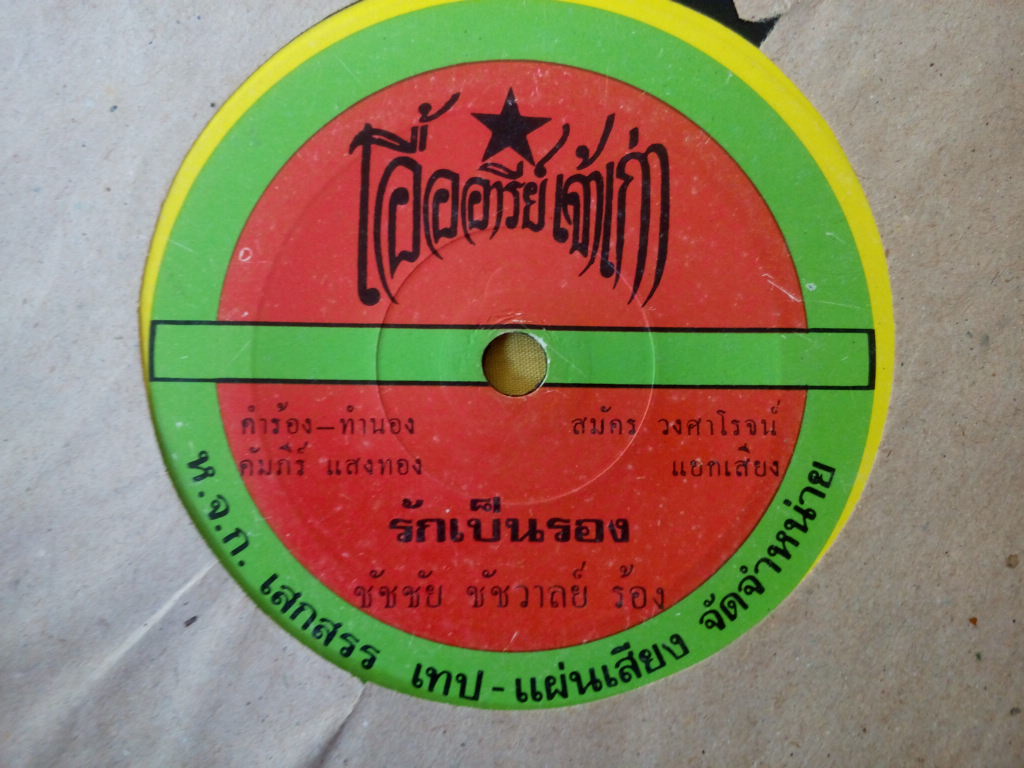 โอื้ออารีย์เจ้าเก่า
คำร้อง–ทำนอง
คัมภีร์ แสงทอง
สมัคร วงศาโรจน์
แยกเสียง
รักเป็นรอง
ชัชชัย ชัชวาลย์ ร้อง
ห.จ.ก. เสกสรร เทป - แผ่นเสียง จัดจำหน่าย